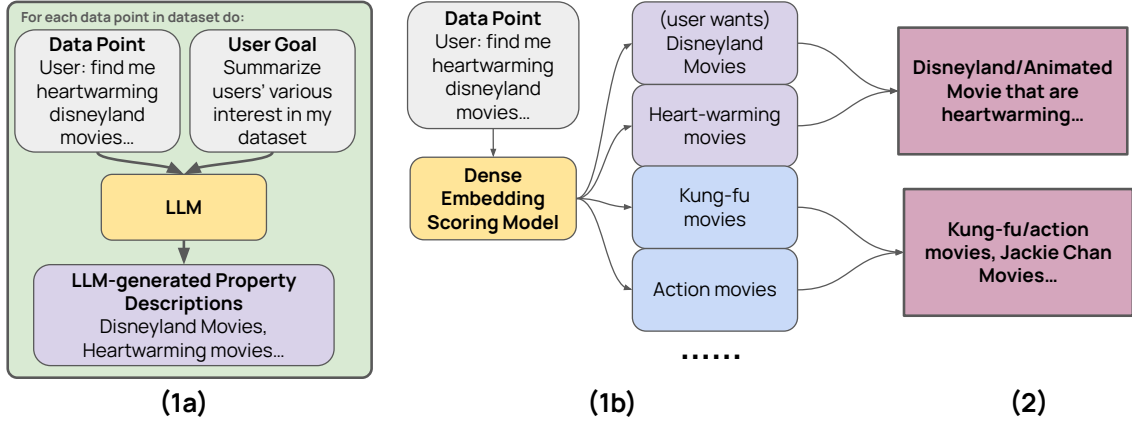 For each data point in dataset do:
Data Point
User: find me
heartwarming
disneyland
movies...
User Goal
Summarize
users' various
interest in my
dataset
LLM
LLM-generated Property
Descriptions
Disneyland Movies,
Heartwarming movies...
(1a)
Data Point
User: find me
heartwarming
disneyland
movies...
Dense
Embedding
Scoring Model
(user wants)
Disneyland
Movies
Heart-warming
movies
Kung-fu
movies
Action movies
......
(1b)
Disneyland/Animated
Movie that are
heartwarming...
Kung-fu/action
movies, Jackie Chan
Movies...
(2)